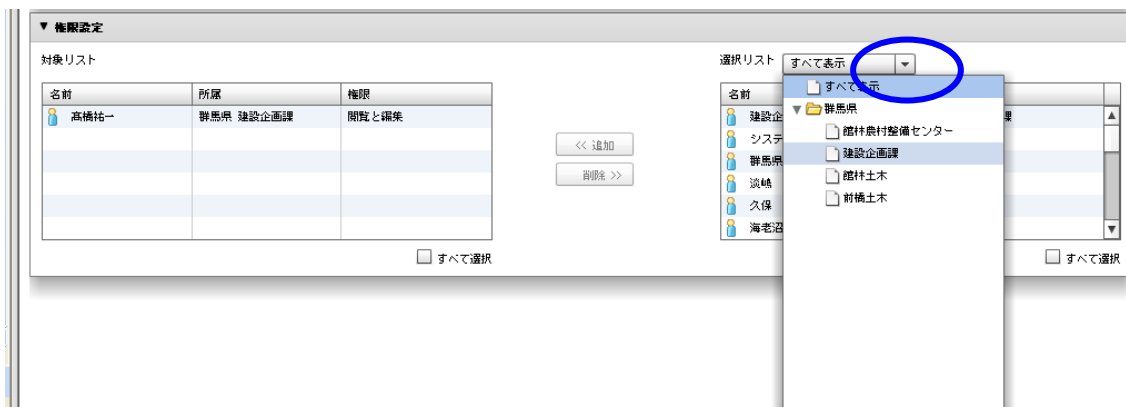 ▼ 権限設定
対象リスト
名前 所属 権限
髙橋祐一 群馬県 建設企画課 閲覧と編集
すべて選択
<< 追加
削除 >>
選択リスト すべて表示
すべて表示
群馬県
館林農村整備センター
建設企画課
館林土木
前橋土木
名前
建設企
システ
群馬県
淡嶋
久保
海老沼
課
すべて選択